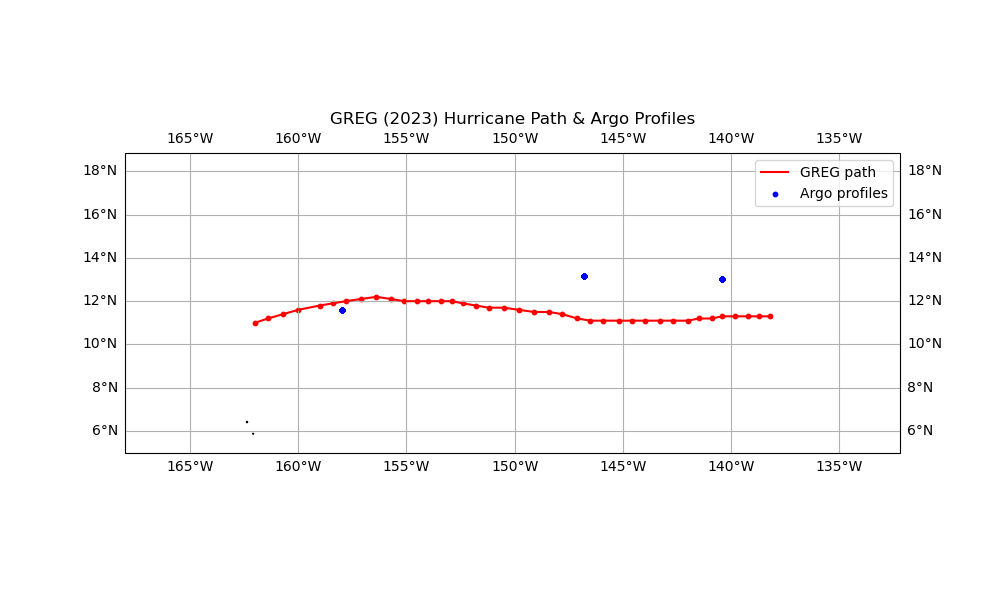 GREG (2023) Hurricane Path & Argo Profiles
165°W 160°W 155°W 150°W 145°W 140°W 135°W
GREG path
Argo profiles
18°N 18°N
16°N 16°N
14°N 14°N
12°N 12°N
10°N 10°N
8°N 8°N
6°N 6°N
165°W 160°W 155°W 150°W 145°W 140°W 135°W